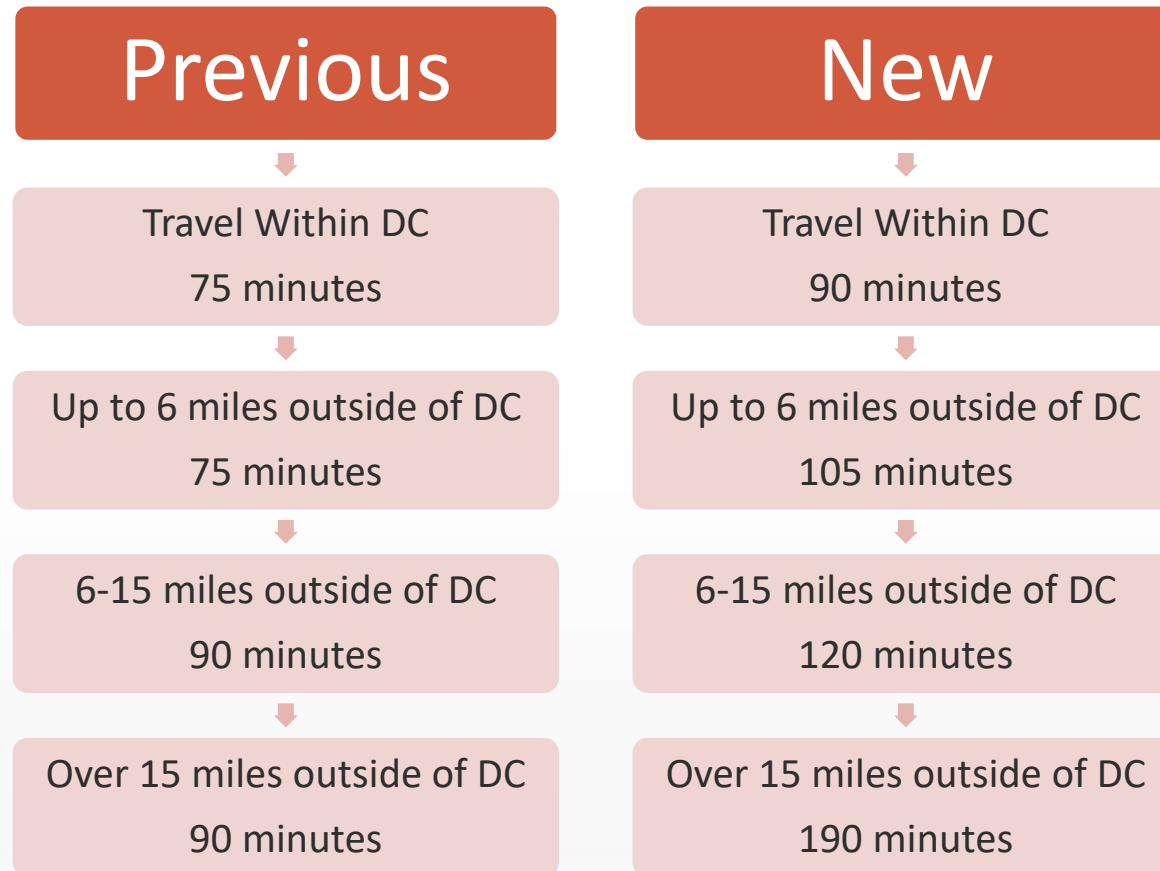 Previous
Travel Within DC
75 minutes
Up to 6 miles outside of DC
75 minutes
6-15 miles outside of DC
90 minutes
Over 15 miles outside of DC
90 minutes
New
Travel Within DC
90 minutes
Up to 6 miles outside of DC
105 minutes
6-15 miles outside of DC
120 minutes
Over 15 miles outside of DC
190 minutes